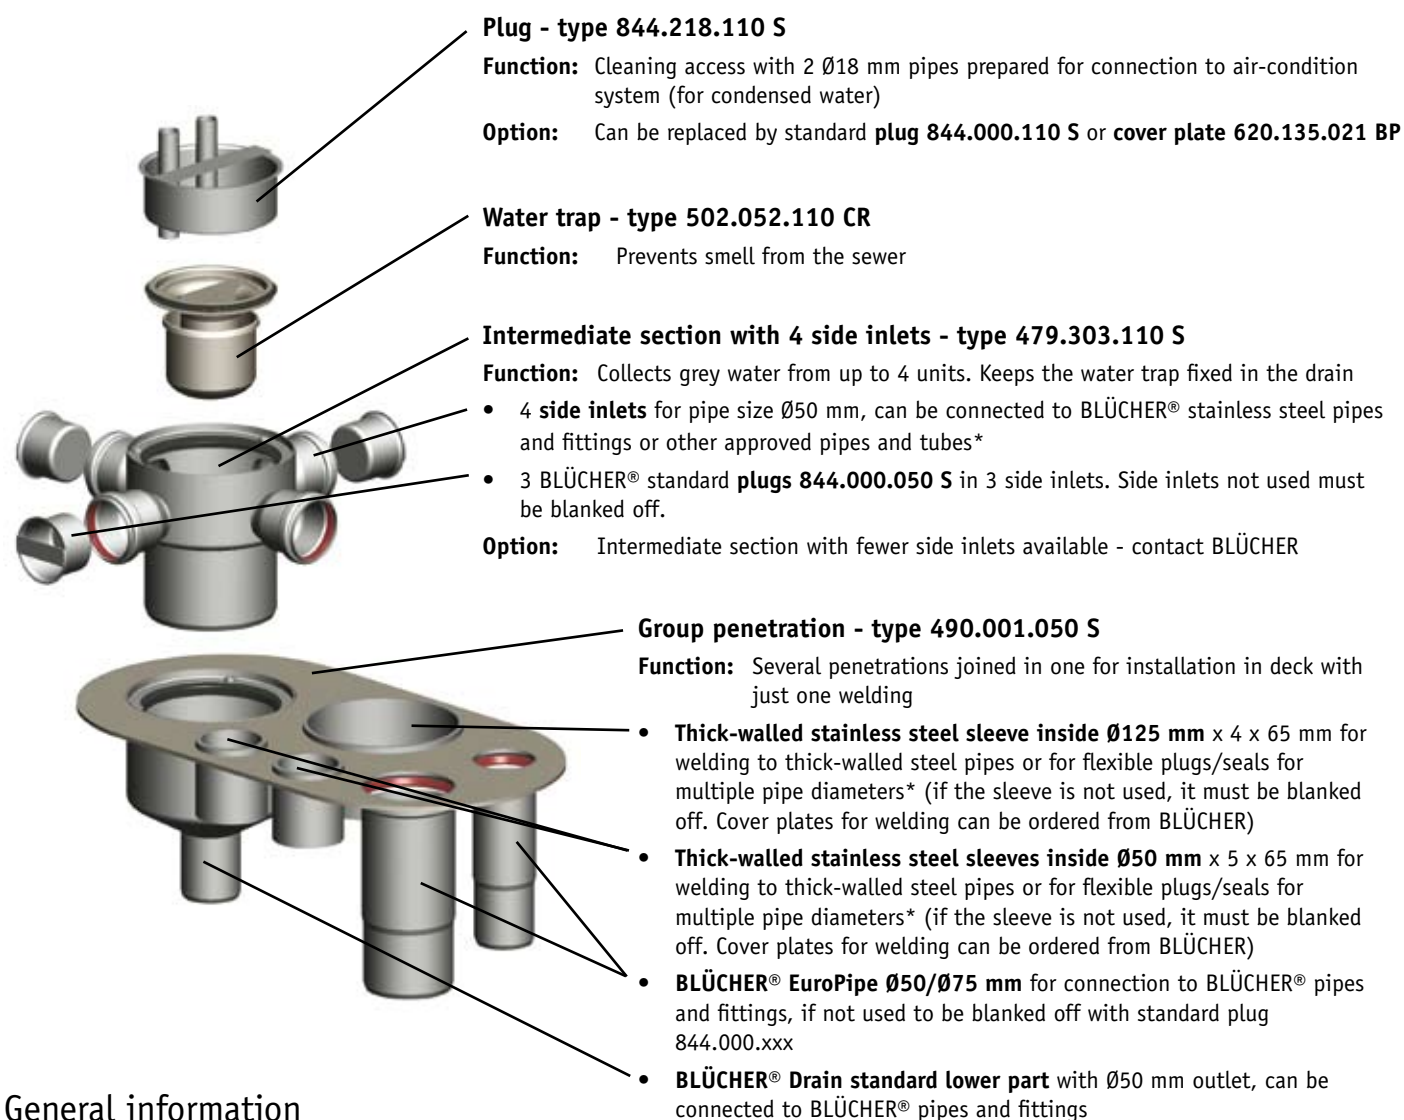 Plug - type 844.218.110 S
Function: Cleaning access with 2 Ø18 mm pipes prepared for connection to air-condition
system (for condensed water)
Option: Can be replaced by standard plug 844.000.110 S or cover plate 620.135.021 BP
Water trap - type 502.052.110 CR
Function: Prevents smell from the sewer
Intermediate section with 4 side inlets - type 479.303.110 S
Function: Collects grey water from up to 4 units. Keeps the water trap fixed in the drain
• 4 side inlets for pipe size Ø50 mm, can be connected to BLÜCHER® stainless steel pipes
and fittings or other approved pipes and tubes*
• 3 BLÜCHER® standard plugs 844.000.050 S in 3 side inlets. Side inlets not used must
be blanked off.
Option: Intermediate section with fewer side inlets available - contact BLÜCHER
Group penetration - type 490.001.050 S
Function: Several penetrations joined in one for installation in deck with
just one welding
• Thick-walled stainless steel sleeve inside Ø125 mm x 4 x 65 mm for
welding to thick-walled steel pipes or for flexible plugs/seals for
multiple pipe diameters* (if the sleeve is not used, it must be blanked
off. Cover plates for welding can be ordered from BLÜCHER)
• Thick-walled stainless steel sleeves inside Ø50 mm x 5 x 65 mm for
welding to thick-walled steel pipes or for flexible plugs/seals for
multiple pipe diameters* (if the sleeve is not used, it must be blanked
off. Cover plates for welding can be ordered from BLÜCHER)
• BLÜCHER® EuroPipe Ø50/Ø75 mm for connection to BLÜCHER® pipes
and fittings, if not used to be blanked off with standard plug
844.000.xxx
• BLÜCHER® Drain standard lower part with Ø50 mm outlet, can be
connected to BLÜCHER® pipes and fittings
General information